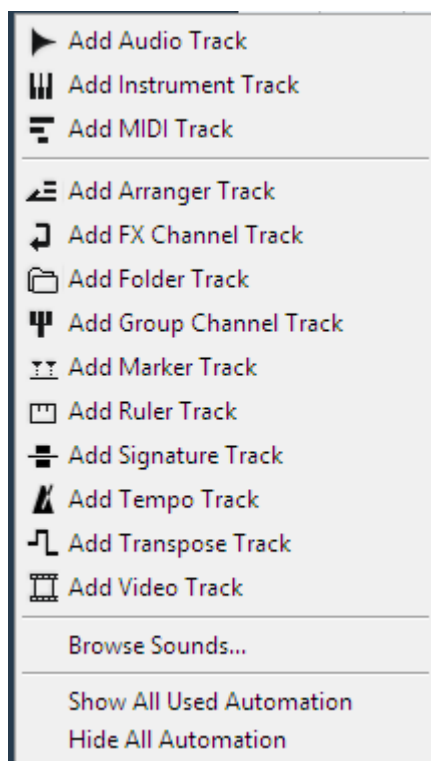 Add Audio Track
Add Instrument Track
Add MIDI Track
Add Arranger Track
Add FX Channel Track
Add Folder Track
Add Group Channel Track
Add Marker Track
Add Ruler Track
Add Signature Track
Add Tempo Track
Add Transpose Track
Add Video Track
Browse Sounds...
Show All Used Automation
Hide All Automation